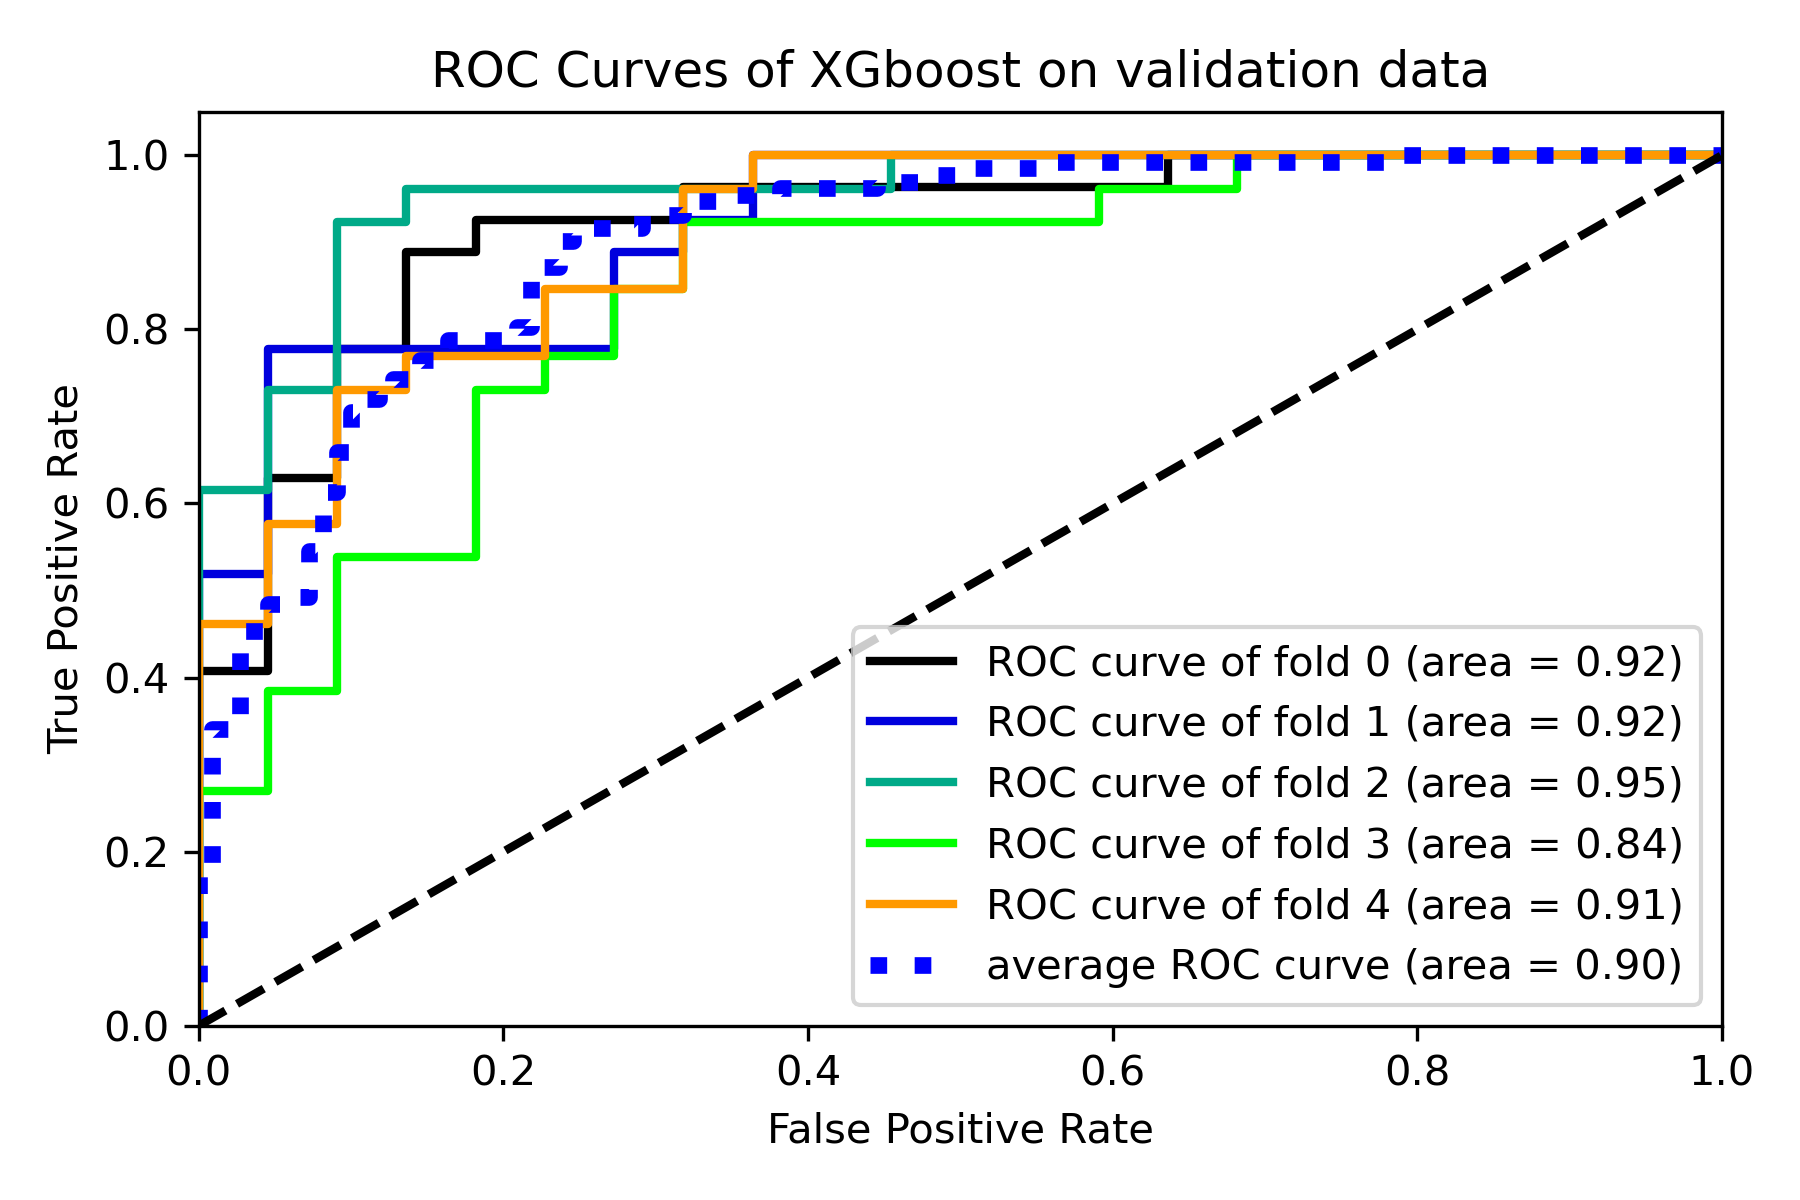 ROC Curves of XGboost on validation data
True Positive Rate
1.0
0.8
0.6
0.4
0.2
0.0
ROC curve of fold 0 (area = 0.92)
ROC curve of fold 1 (area = 0.92)
ROC curve of fold 2 (area = 0.95)
ROC curve of fold 3 (area = 0.84)
ROC curve of fold 4 (area = 0.91)
average ROC curve (area = 0.90)
0.0 0.2 0.4 0.6 0.8 1.0
False Positive Rate